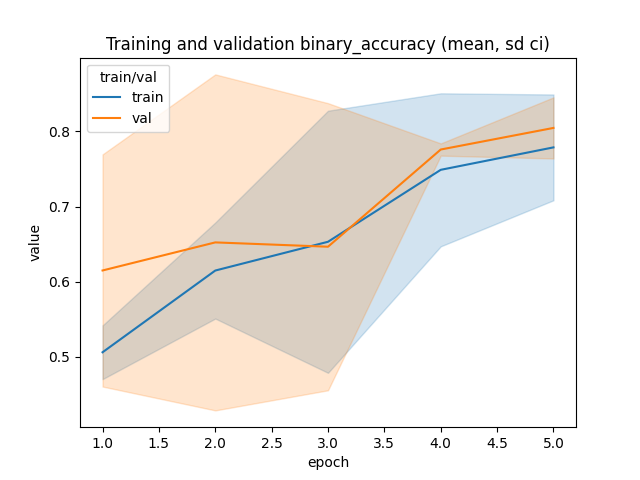 Training and validation binary_accuracy (mean, sd ci)
train/val
train
val
value
0.8
0.7
0.6
0.5
1.0 1.5 2.0 2.5 3.0 3.5 4.0 4.5 5.0
epoch